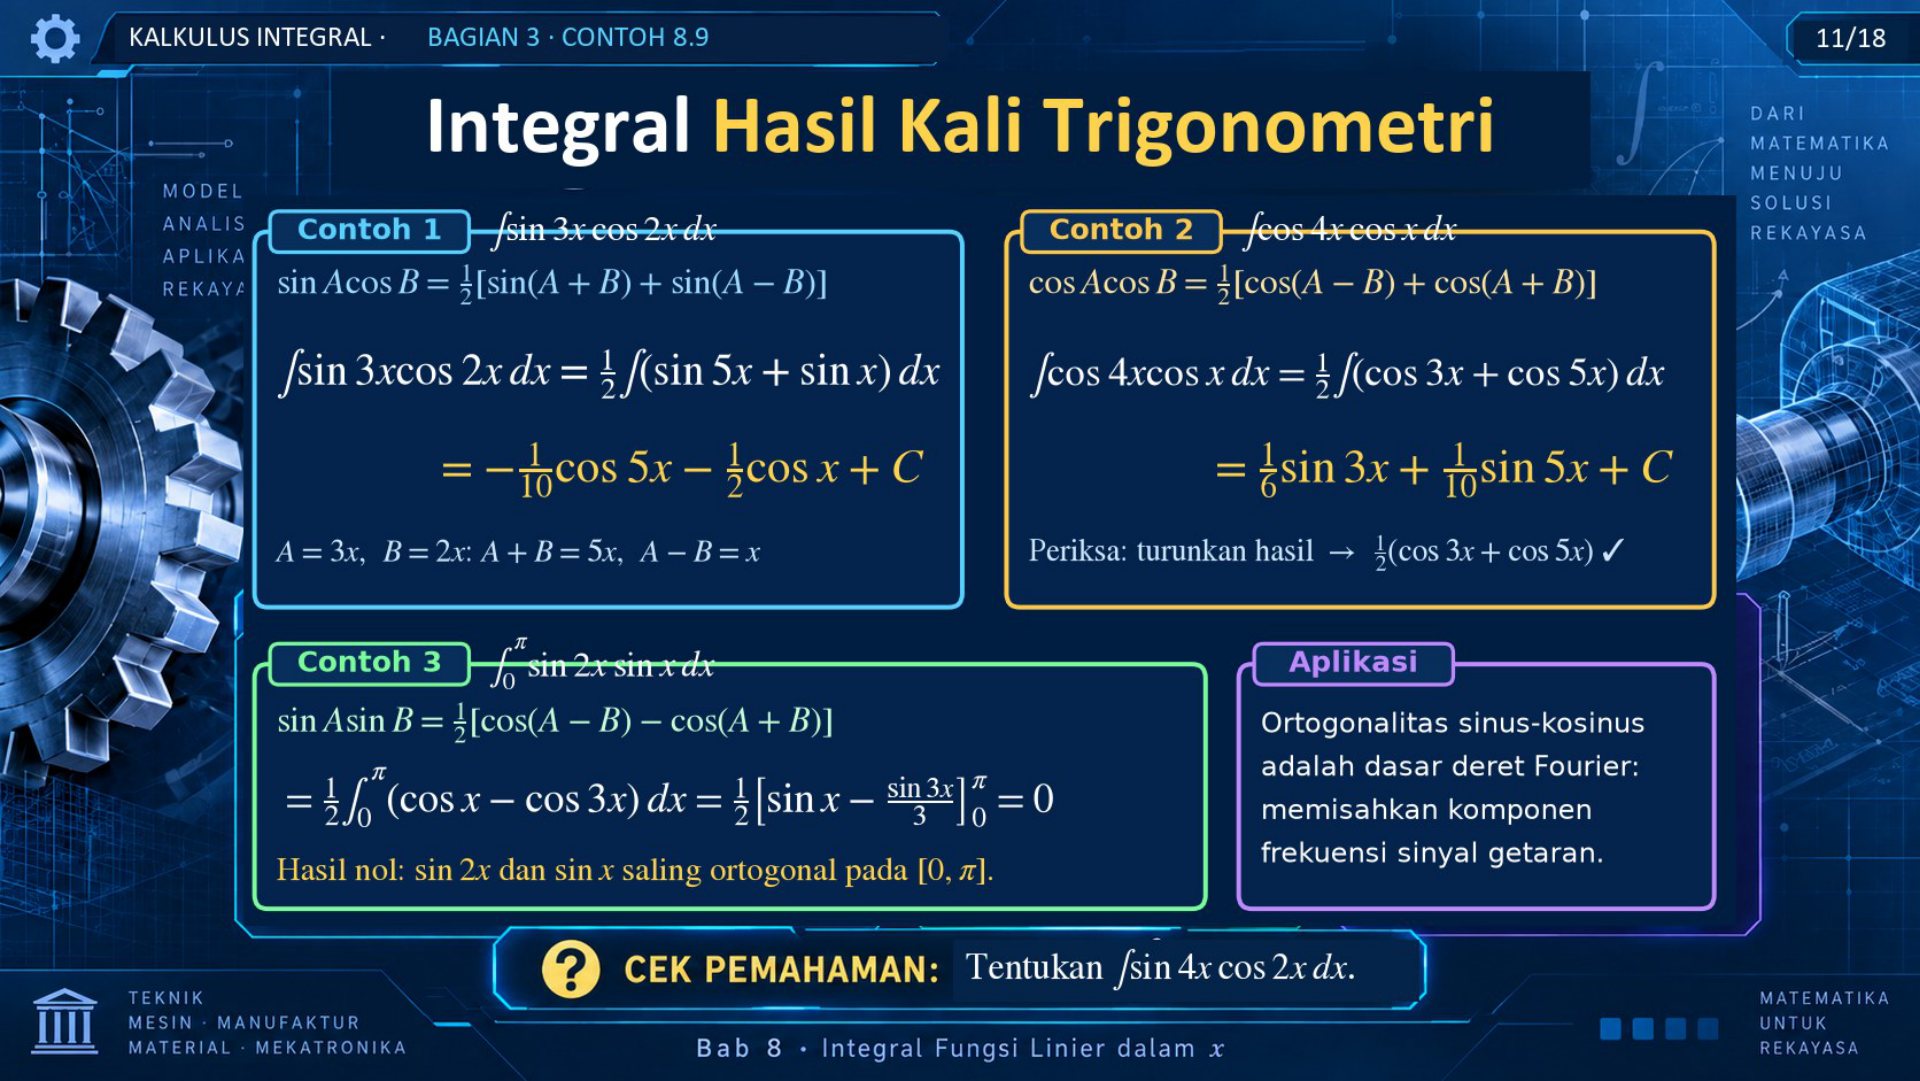 KALKULUS INTEGRAL · BAGIAN 3 · CONTOH 8.9
11/18
Integral Hasil Kali Trigonometri
MODEL
ANALIS
APLIKA
REKAYA
DARI
MATEMATIKA
MENUJU
SOLUSI
REKAYASA
Contoh 1 ∫sin 3x cos 2x dx
sin A cos B = ½[sin(A + B) + sin(A − B)]
∫sin 3x cos 2x dx = ½∫(sin 5x + sin x) dx
= −1/10 cos 5x − ½ cos x + C
A = 3x, B = 2x: A + B = 5x, A − B = x
Contoh 2 ∫cos 4x cos x dx
cos A cos B = ½[cos(A − B) + cos(A + B)]
∫cos 4x cos x dx = ½∫(cos 3x + cos 5x) dx
= 1/6 sin 3x + 1/10 sin 5x + C
Periksa: turunkan hasil → ½(cos 3x + cos 5x) ✓
Contoh 3 ∫₀^π sin 2x sin x dx
sin A sin B = ½[cos(A − B) − cos(A + B)]
= ½∫₀^π (cos x − cos 3x) dx = ½[sin x − sin 3x/3]₀^π = 0
Hasil nol: sin 2x dan sin x saling ortogonal pada [0, π].
Aplikasi
Ortogonalitas sinus-kosinus
adalah dasar deret Fourier:
memisahkan komponen
frekuensi sinyal getaran.
? CEK PEMAHAMAN: Tentukan ∫sin 4x cos 2x dx.
TEKNIK
MESIN · MANUFAKTUR
MATERIAL · MEKATRONIKA
Bab 8 · Integral Fungsi Linier dalam x
MATEMATIKA
UNTUK
REKAYASA